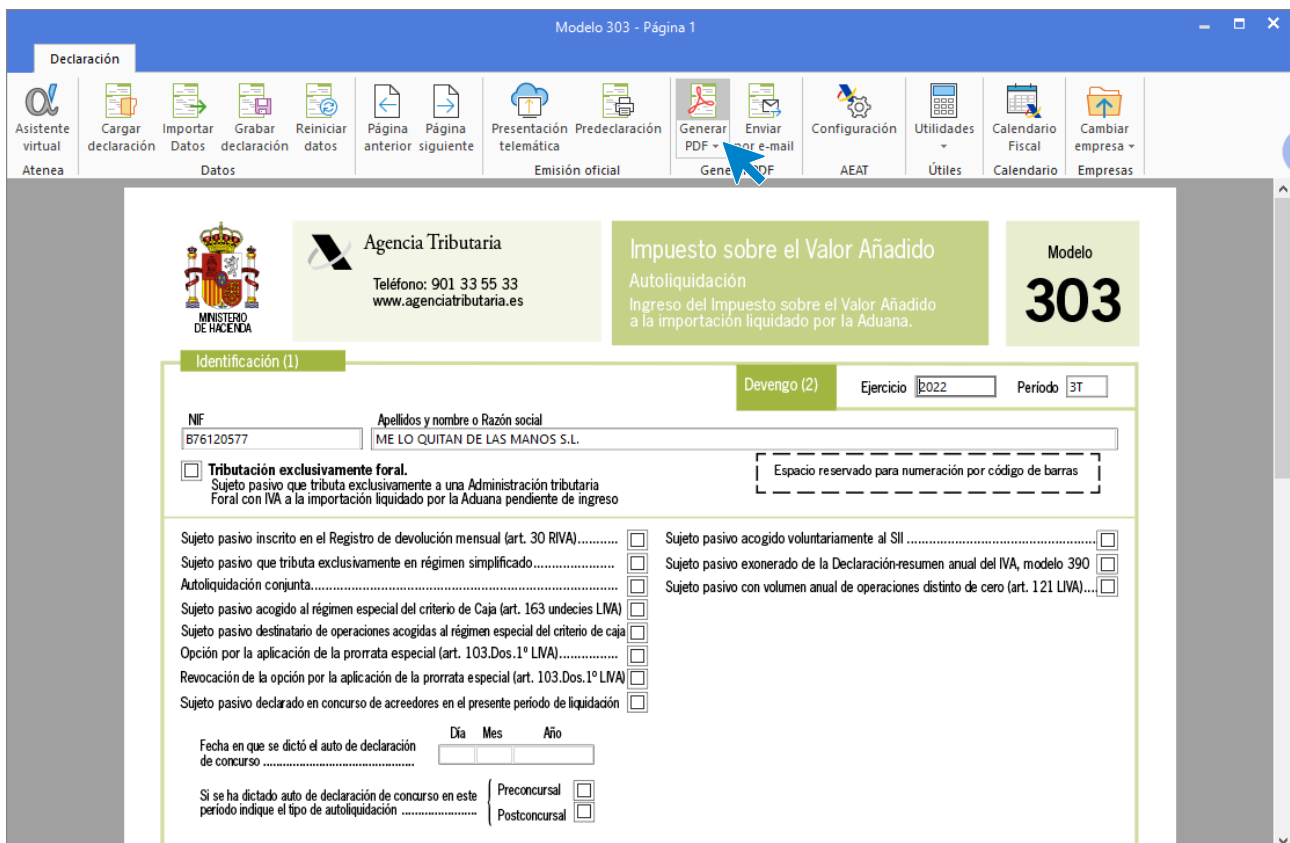 Modelo 303 - Página 1
Declaración
Asistente virtual
Cargar declaración
Importar Datos
Grabar declaración
Reiniciar datos
Página anterior
Página siguiente
Presentación telemática
Predeclaración
Generar PDF
Enviar por e-mail
Configuración
Utilidades
Calendario Fiscal
Cambiar empresa
Atenea
Datos
Emisión oficial
AEAT
Útiles
Calendario
Empresas
MINISTERIO
DE HACIENDA
Agencia Tributaria
Teléfono: 901 33 55 33
www.agenciatributaria.es
Impuesto sobre el Valor Añadido
Autoliquidación
Ingreso del Impuesto sobre el Valor Añadido
a la importación liquidado por la Aduana.
Modelo
303
Identificación (1)
Devengo (2)
Ejercicio 2022
Período 3T
NIF
Apellidos y nombre o Razón social
B76120577
ME LO QUITAN DE LAS MANOS S.L.
Tributación exclusivamente foral.
Sujeto pasivo que tributa exclusivamente a una Administración tributaria
Foral con IVA a la importación liquidado por la Aduana pendiente de ingreso
Espacio reservado para numeración por código de barras
Sujeto pasivo inscrito en el Registro de devolución mensual (art. 30 RIVA)...........
Sujeto pasivo que tributa exclusivamente en régimen simplificado......................
Autoliquidación conjunta....................................................................................
Sujeto pasivo acogido al régimen especial del criterio de Caja (art. 163 undecies LIVA)
Sujeto pasivo destinatario de operaciones acogidas al régimen especial del criterio de caja
Opción por la aplicación de la prorrata especial (art. 103.Dos.1º LIVA)................
Revocación de la opción por la aplicación de la prorrata especial (art. 103.Dos.1º LIVA)
Sujeto pasivo declarado en concurso de acreedores en el presente período de liquidación
Sujeto pasivo acogido voluntariamente al SII ................................................
Sujeto pasivo exonerado de la Declaración-resumen anual del IVA, modelo 390
Sujeto pasivo con volumen anual de operaciones distinto de cero (art. 121 LIVA)....
Día Mes Año
Fecha en que se dictó el auto de declaración
de concurso ................................................
Si se ha dictado auto de declaración de concurso en este
período indique el tipo de autoliquidación ........................
Preconcursal
Postconcursal